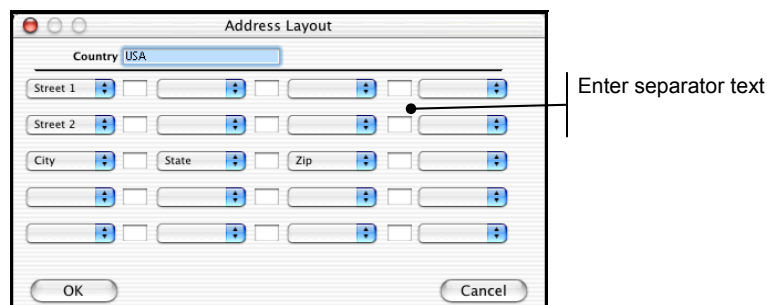 Address Layout
Country USA
Street 1
Enter separator text
Street 2
City State Zip
OK Cancel